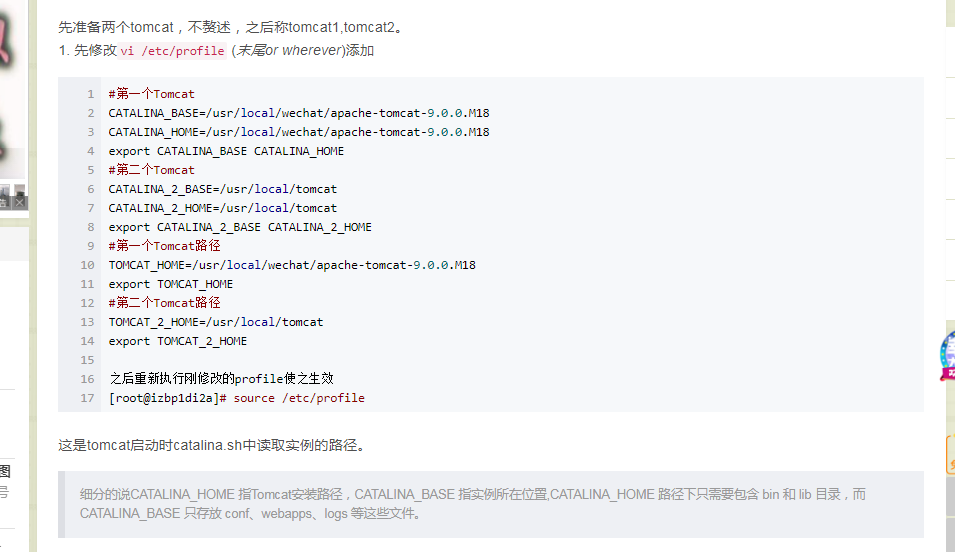 先准备两个tomcat，不赘述，之后称tomcat1,tomcat2。
1. 先修改 vi /etc/profile (末尾or wherever)添加
1 #第一个Tomcat
2 CATALINA_BASE=/usr/local/wechat/apache-tomcat-9.0.0.M18
3 CATALINA_HOME=/usr/local/wechat/apache-tomcat-9.0.0.M18
4 export CATALINA_BASE CATALINA_HOME
5 #第二个Tomcat
6 CATALINA_2_BASE=/usr/local/tomcat
7 CATALINA_2_HOME=/usr/local/tomcat
8 export CATALINA_2_BASE CATALINA_2_HOME
9 #第一个Tomcat路径
10 TOMCAT_HOME=/usr/local/wechat/apache-tomcat-9.0.0.M18
11 export TOMCAT_HOME
12 #第二个Tomcat路径
13 TOMCAT_2_HOME=/usr/local/tomcat
14 export TOMCAT_2_HOME
15
16 之后重新执行刚修改的profile使之生效
17 [root@izbp1di2a]# source /etc/profile
这是tomcat启动时catalina.sh中读取实例的路径。
细分的说CATALINA_HOME 指Tomcat安装路径，CATALINA_BASE 指实例所在位置,CATALINA_HOME 路径下只需要包含 bin 和 lib 目录，而
CATALINA_BASE 只存放 conf、webapps、logs 等这些文件。
图
号